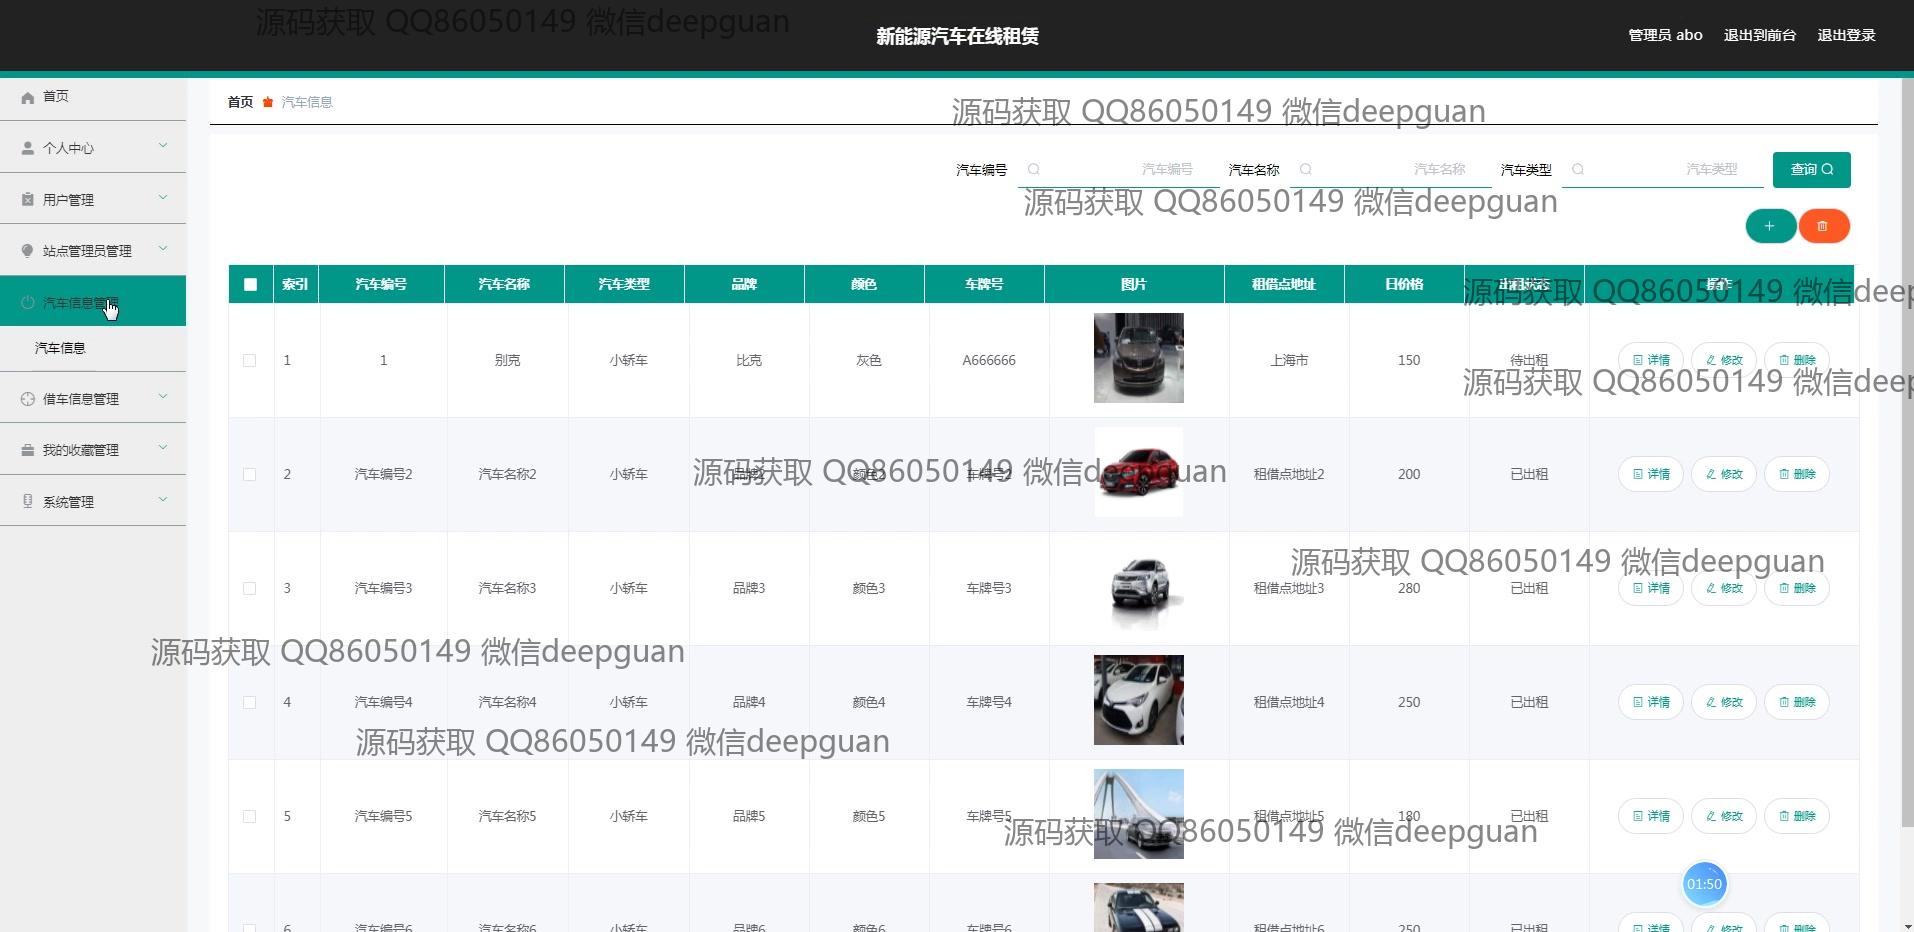 源码获取 QQ86050149 微信deepguan
新能源汽车在线租赁
管理员 abo 退出到前台 退出登录
首页
个人中心
用户管理
站点管理员管理
汽车信息管理
汽车信息
借车信息管理
我的收藏管理
系统管理
首页 汽车信息
源码获取 QQ86050149 微信deepguan
汽车编号 汽车编号 汽车名称 汽车名称 汽车类型 汽车类型 查询
源码获取 QQ86050149 微信deepguan
索引 汽车编号 汽车名称 汽车类型 品牌 颜色 车牌号 图片 租借点地址 日价格 出租状态 操作
源码获取 QQ86050149 微信deep
1 1 别克 小轿车 比克 灰色 A666666 上海市 150 待出租 详情 修改 删除
源码获取 QQ86050149 微信deep
2 汽车编号2 汽车名称2 小轿车 品牌2 颜色2 车牌号2 租借点地址2 200 已出租 详情 修改 删除
源码获取 QQ86050149 微信deepguan
源码获取 QQ86050149 微信deepguan
3 汽车编号3 汽车名称3 小轿车 品牌3 颜色3 车牌号3 租借点地址3 280 已出租 详情 修改 删除
源码获取 QQ86050149 微信deepguan
4 汽车编号4 汽车名称4 小轿车 品牌4 颜色4 车牌号4 租借点地址4 250 已出租 详情 修改 删除
源码获取 QQ86050149 微信deepguan
5 汽车编号5 汽车名称5 小轿车 品牌5 颜色5 车牌号5 租借点地址5 180 已出租 详情 修改 删除
源码获取 QQ86050149 微信deepguan
01:50
6 汽车编号6 汽车名称6 小轿车 品牌6 颜色6 车牌号6 租借点地址6 250 已出租 详情 修改 删除